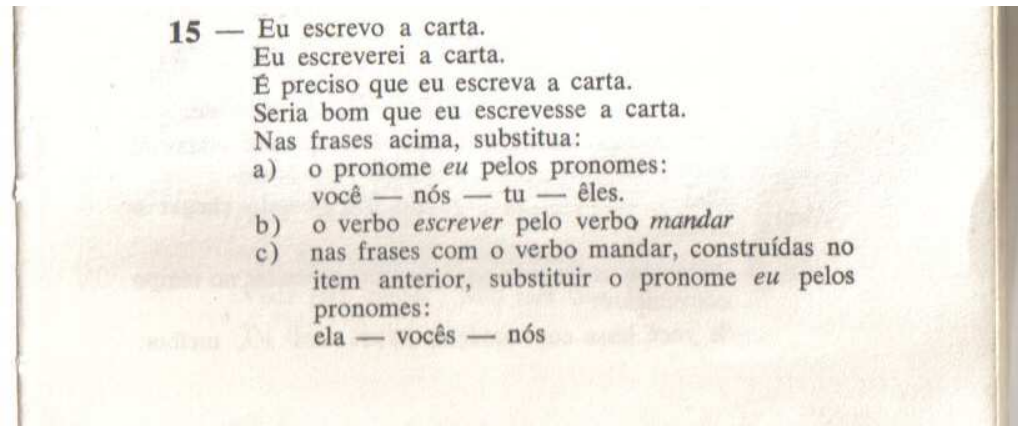 15 — Eu escrevo a carta.
Eu escreverei a carta.
É preciso que eu escreva a carta.
Seria bom que eu escrevesse a carta.
Nas frases acima, substitua:
a) o pronome eu pelos pronomes:
você — nós — tu — êles.
b) o verbo escrever pelo verbo mandar
c) nas frases com o verbo mandar, construídas no
item anterior, substituir o pronome eu pelos
pronomes:
ela — vocês — nós